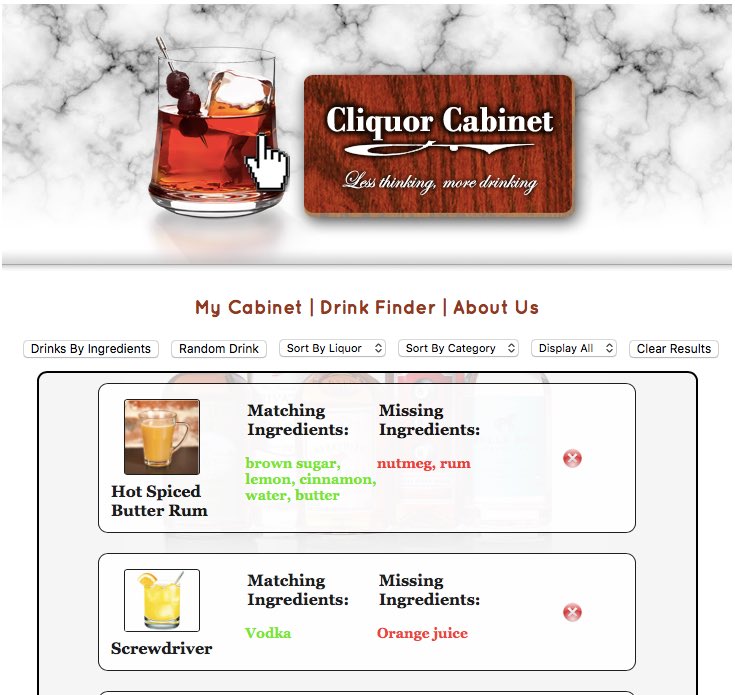 Cliquor Cabinet
Less thinking, more drinking
My Cabinet | Drink Finder | About Us
Drinks By Ingredients Random Drink Sort By Liquor Sort By Category Display All Clear Results
Matching Missing
Ingredients: Ingredients:
brown sugar, nutmeg, rum
lemon, cinnamon,
water, butter
Hot Spiced
Butter Rum
Matching Missing
Ingredients: Ingredients:
Vodka Orange juice
Screwdriver